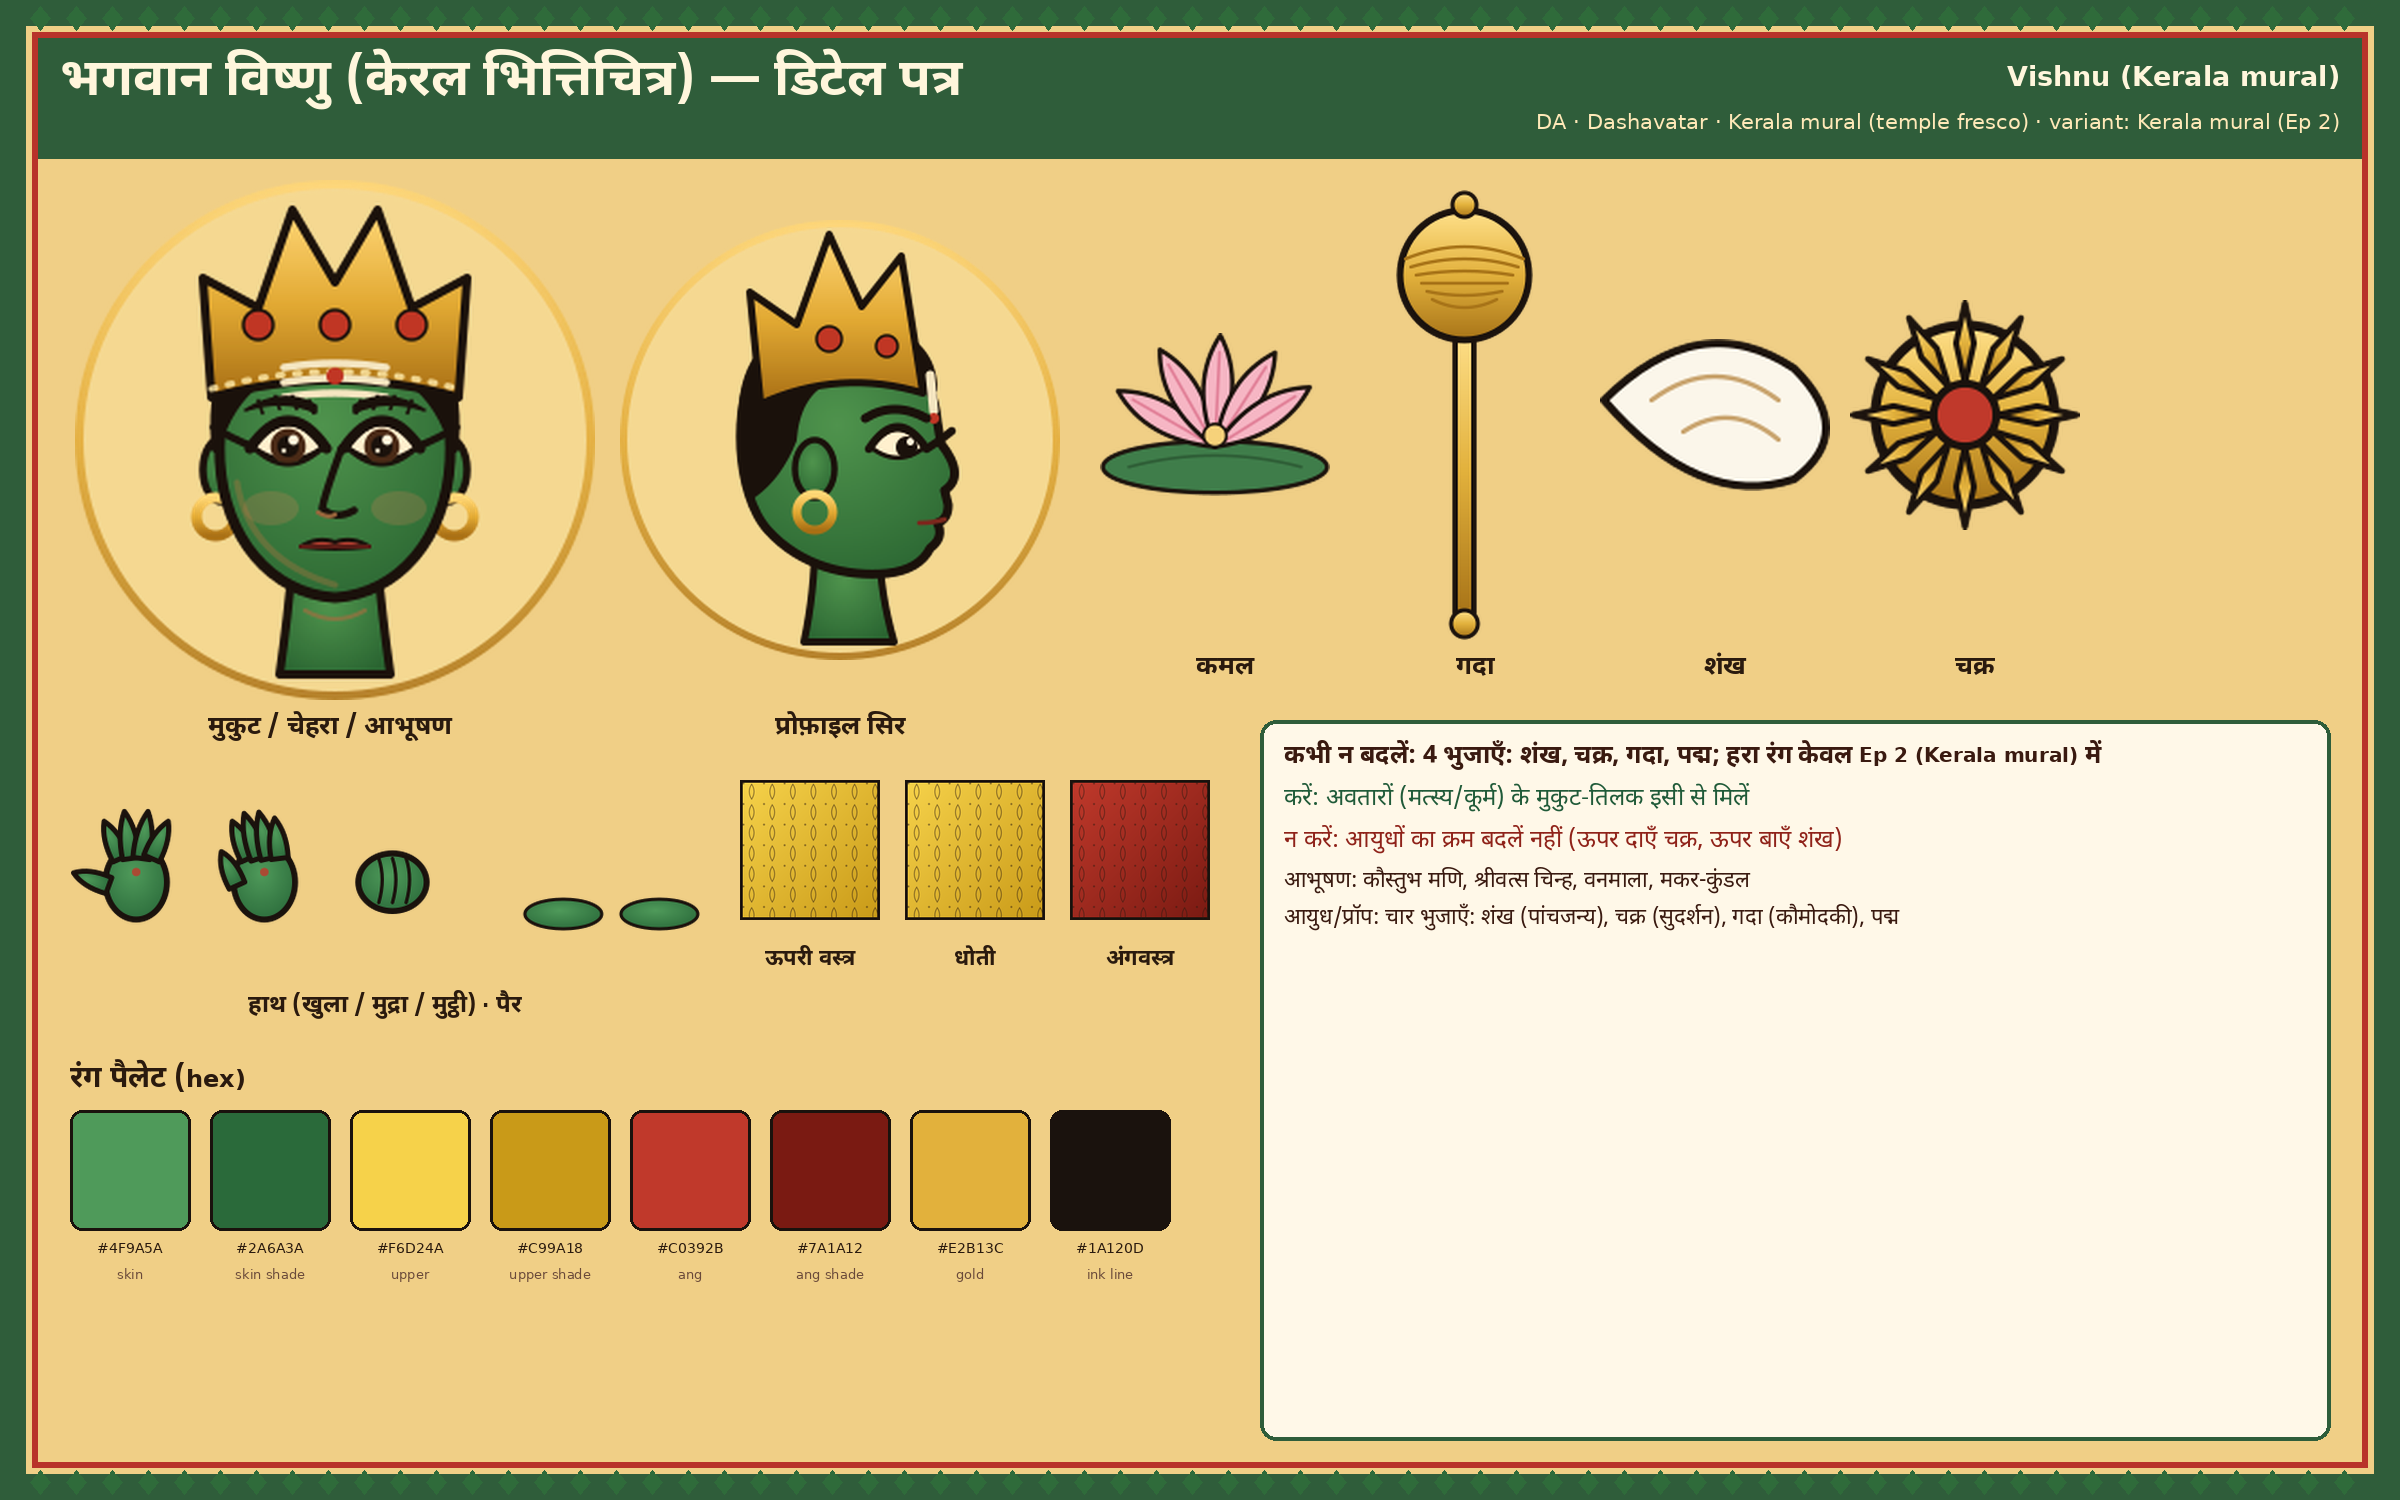 भगवान विष्णु (केरल भित्तिचित्र) — डिटेल पत्र
Vishnu (Kerala mural)
DA · Dashavatar · Kerala mural (temple fresco) · variant: Kerala mural (Ep 2)
कमल
गदा
शंख
चक्र
मुकुट / चेहरा / आभूषण
प्रोफ़ाइल सिर
कभी न बदलें: 4 भुजाएँ: शंख, चक्र, गदा, पद्म; हरा रंग केवल Ep 2 (Kerala mural) में
करें: अवतारों (मत्स्य/कूर्म) के मुकुट-तिलक इसी से मिलें
न करें: आयुधों का क्रम बदलें नहीं (ऊपर दाएँ चक्र, ऊपर बाएँ शंख)
आभूषण: कौस्तुभ मणि, श्रीवत्स चिन्ह, वनमाला, मकर-कुंडल
आयुध/प्रॉप: चार भुजाएँ: शंख (पांचजन्य), चक्र (सुदर्शन), गदा (कौमोदकी), पद्म
ऊपरी वस्त्र
धोती
अंगवस्त्र
हाथ (खुला / मुद्रा / मुट्ठी) · पैर
रंग पैलेट (hex)
#4F9A5A
#2A6A3A
#F6D24A
#C99A18
#C0392B
#7A1A12
#E2B13C
#1A120D
skin
skin shade
upper
upper shade
ang
ang shade
gold
ink line